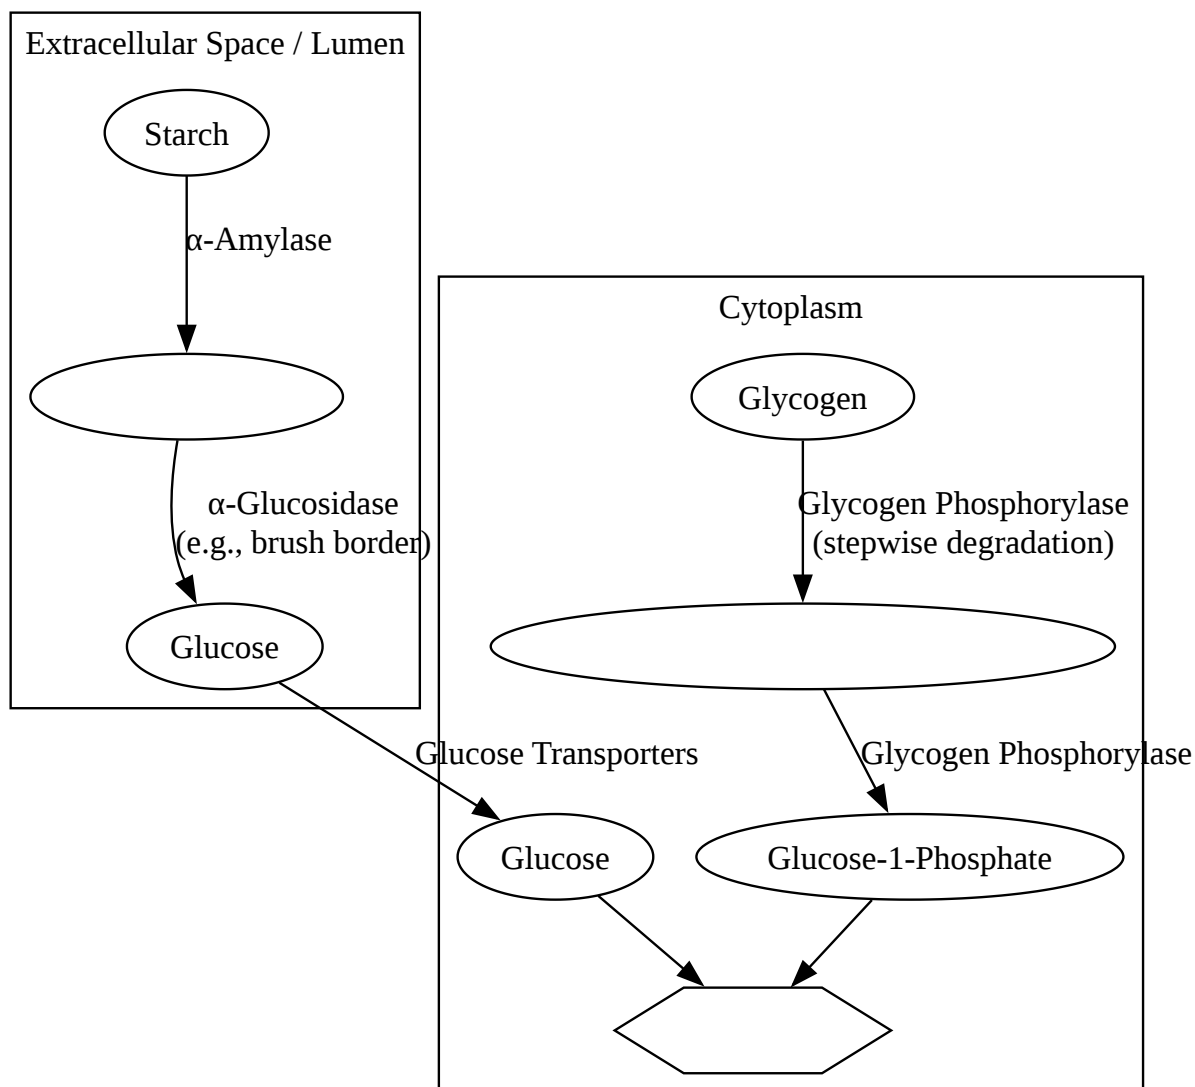 Extracellular Space / Lumen
Starch
α-Amylase
Cytoplasm
Glycogen
α-Glucosidase
(e.g., brush border)
Glycogen Phosphorylase
(stepwise degradation)
Glucose
Glucose Transporters
Glycogen Phosphorylase
Glucose
Glucose-1-Phosphate